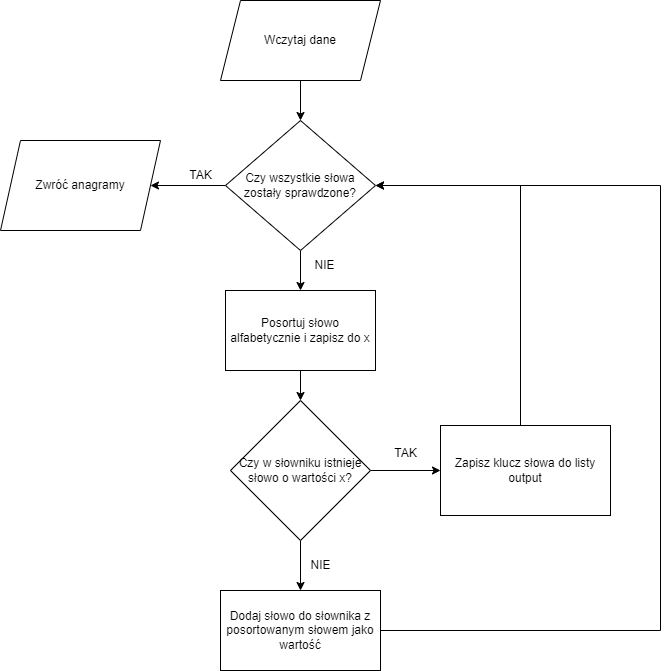 Wczytaj dane
Czy wszystkie słowa
zostały sprawdzone?
TAK
Zwróć anagramy
NIE
Posortuj słowo
alfabetycznie i zapisz do x
Czy w słowniku istnieje
słowo o wartości x?
TAK
Zapisz klucz słowa do listy
output
NIE
Dodaj słowo do słownika z
posortowanym słowem jako
wartość